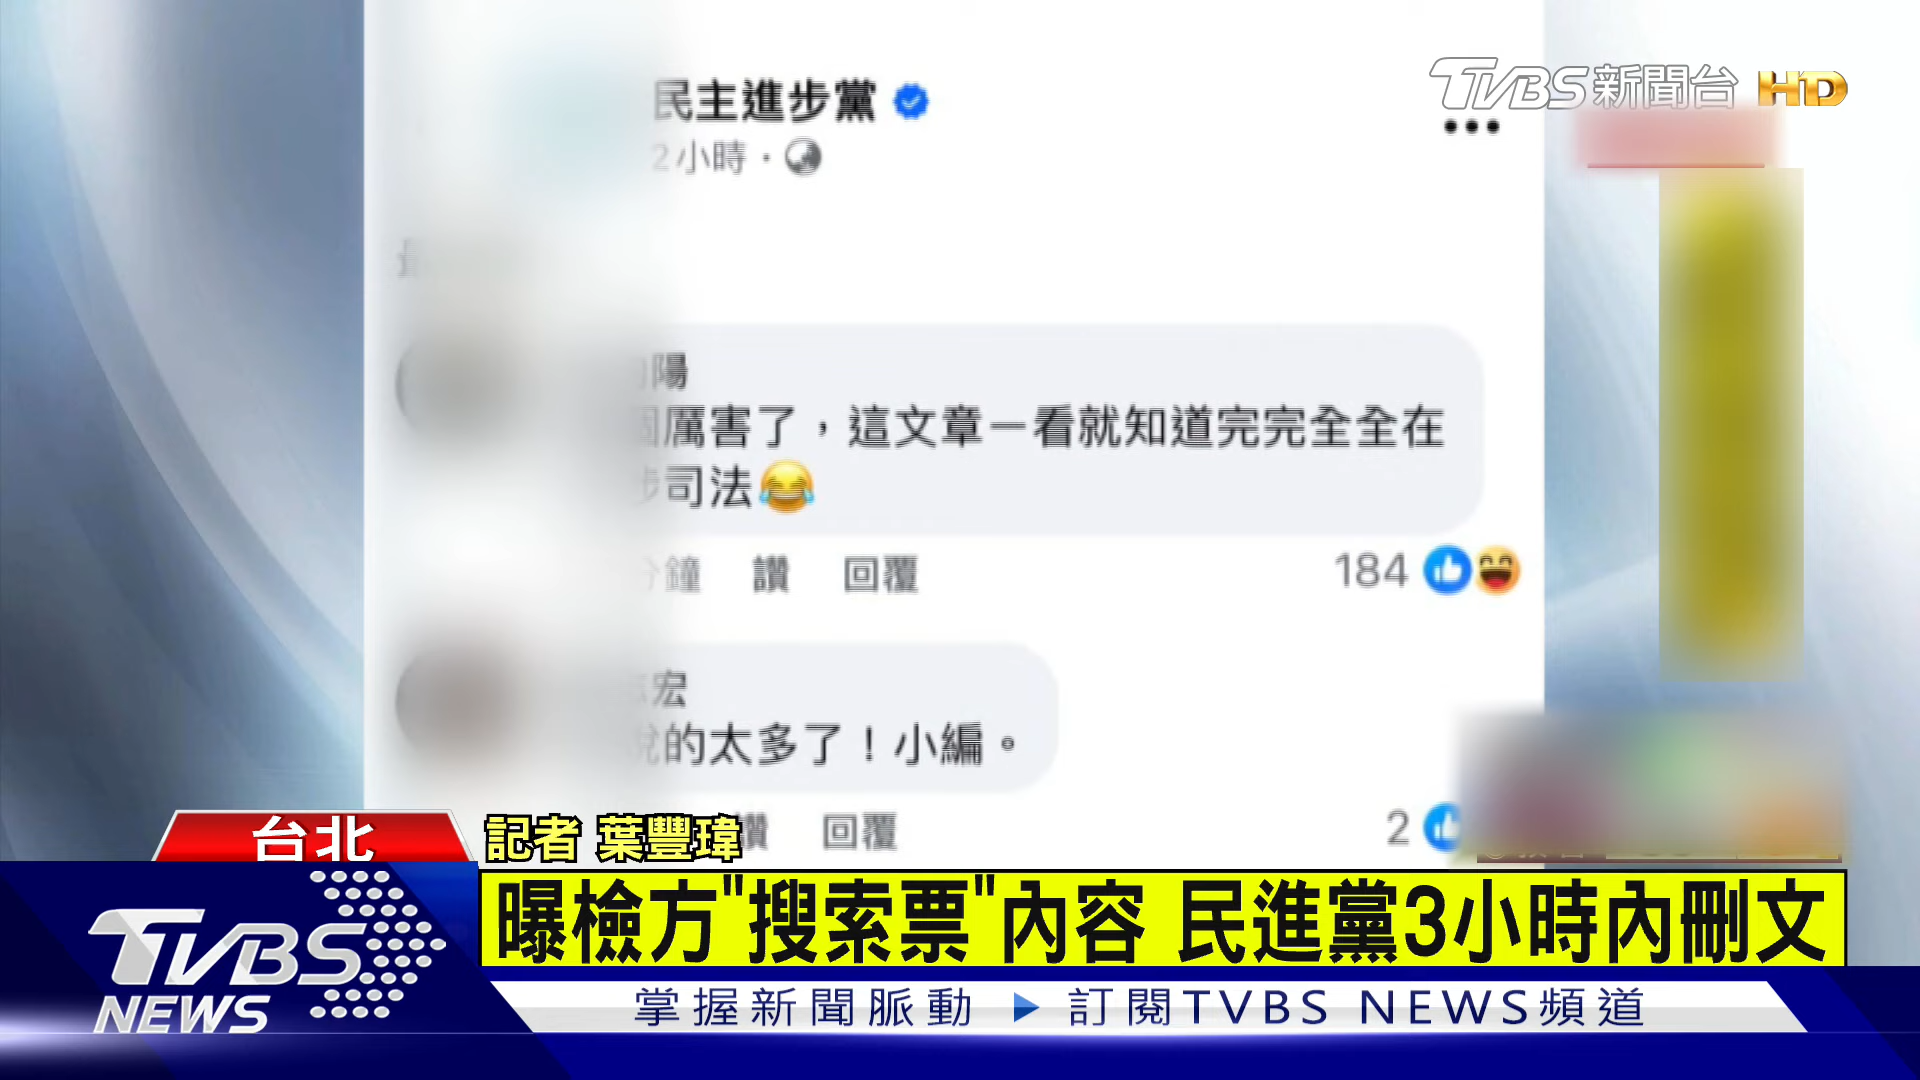 TVBS新聞台 HD
民主進步黨
2小時
陽
厲害了，這文章一看就知道完完全全在
司法
分鐘 讚 回覆
184
宏
的太多了！小編。
讚 回覆
2
台北
記者 葉豐瑋
曝檢方"搜索票"內容 民進黨3小時內刪文
TVBS NEWS
掌握新聞脈動 ▶ 訂閱TVBS NEWS頻道